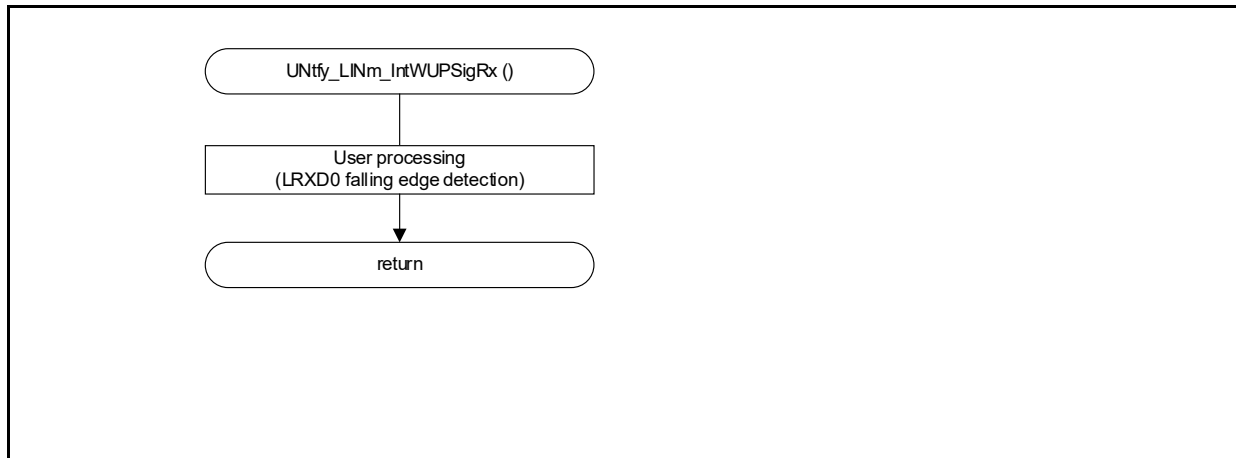 UNtfy_LINm_IntWUPSigRx ()
User processing
(LRXD0 falling edge detection)
return